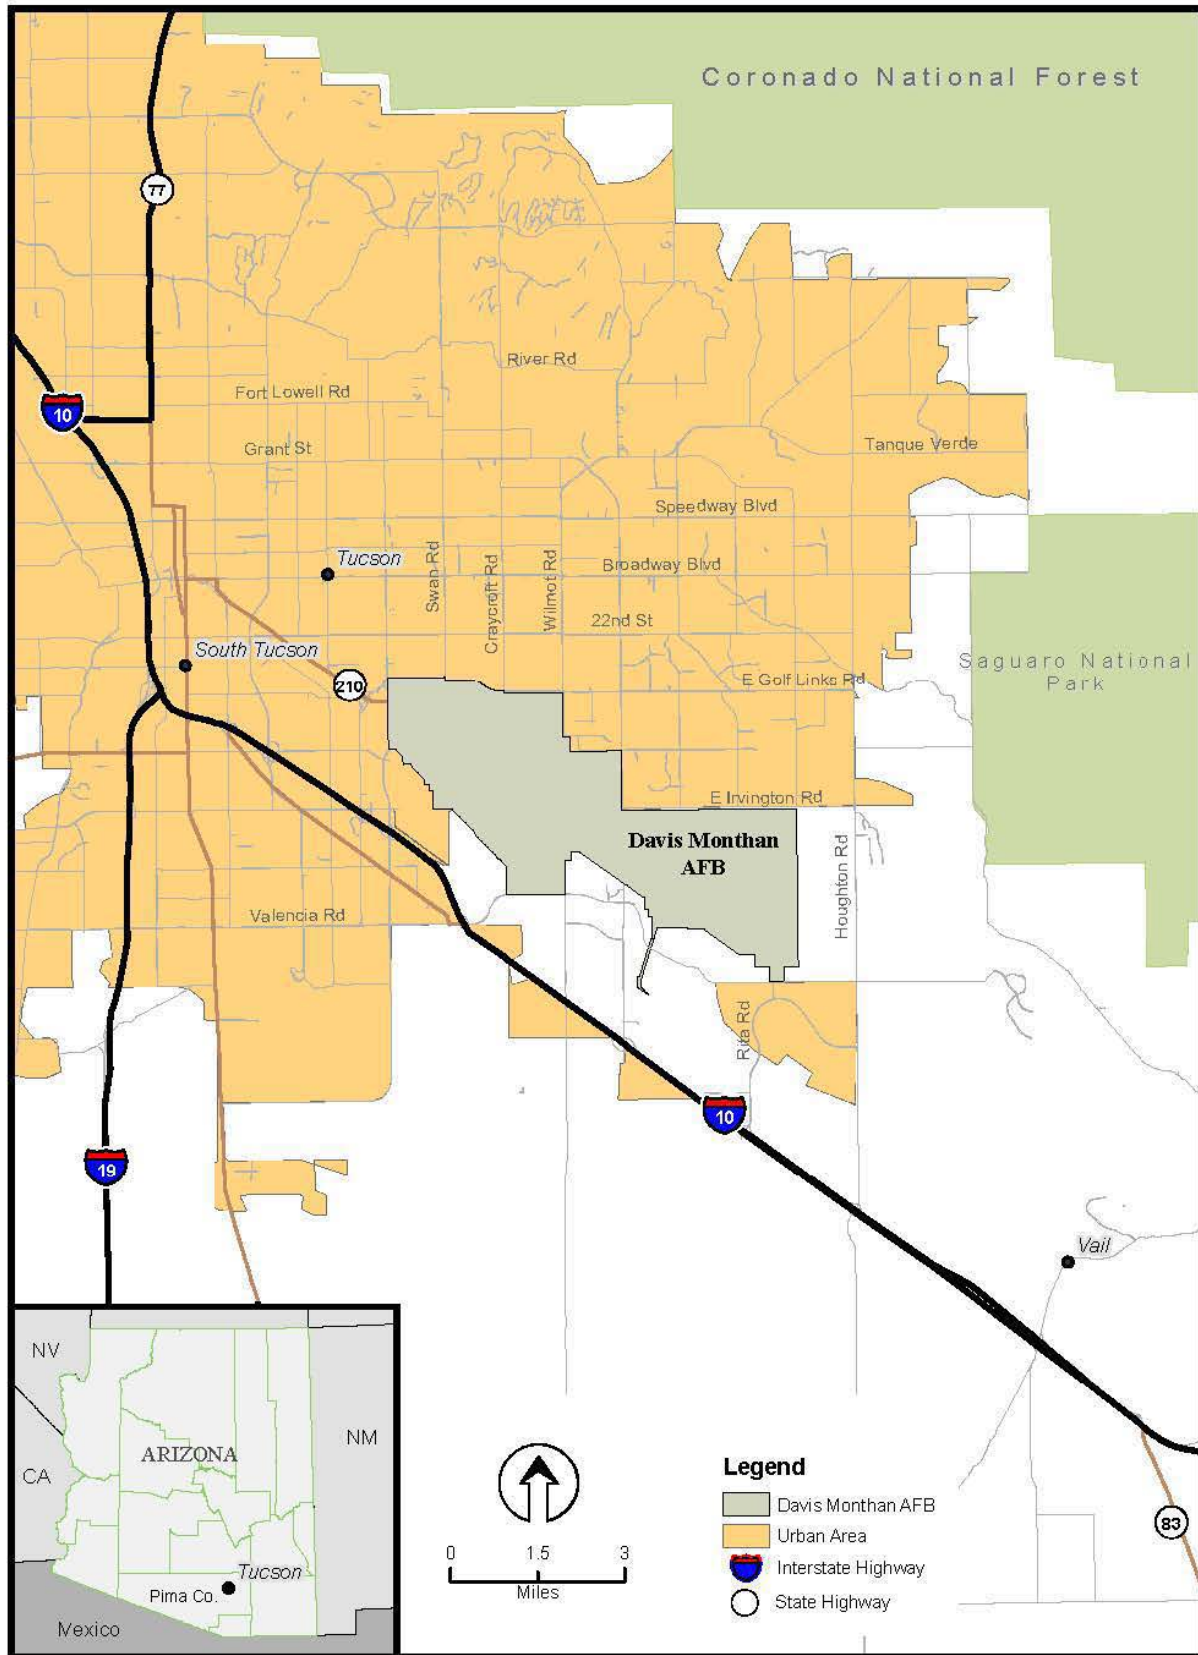 Coronado National Forest
77
River Rd
Fort Lowell Rd
10
Grant St
Tanque Verde
Speedway Blvd
Tucson
Swan Rd
Craycroft Rd
Wilmot Rd
Broadway Blvd
22nd St
South Tucson
Saguaro National
Park
210
E Golf Links Rd
E Irvington Rd
Davis Monthan
AFB
Houghton Rd
Valencia Rd
Rita Rd
10
19
Vail
NV
ARIZONA
NM
CA
Tucson
Pima Co.
Mexico
0 1.5 3
Miles
Legend
Davis Monthan AFB
Urban Area
Interstate Highway
State Highway
83